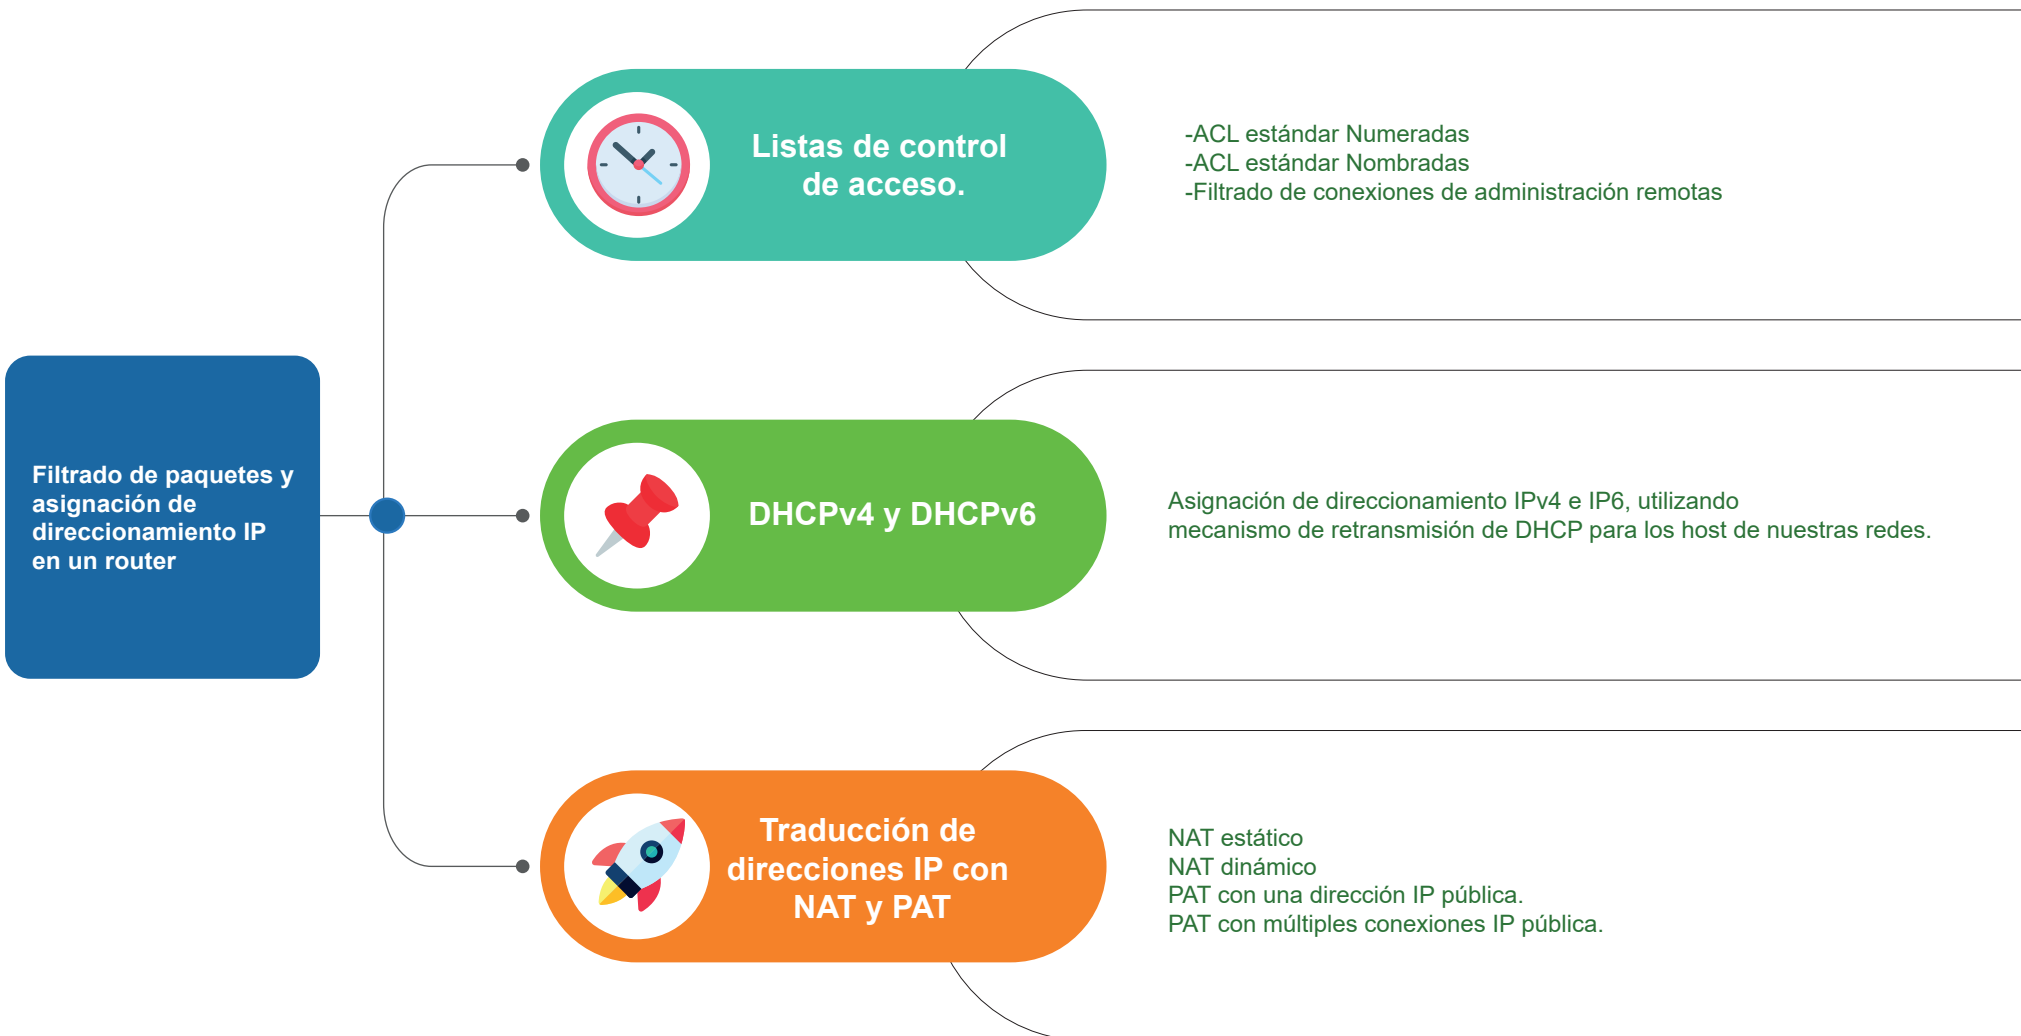 Filtrado de paquetes y
asignación de
direccionamiento IP
en un router
Listas de control
de acceso.
-ACL estándar Numeradas
-ACL estándar Nombradas
-Filtrado de conexiones de administración remotas
DHCPv4 y DHCPv6
Asignación de direccionamiento IPv4 e IP6, utilizando
mecanismo de retransmisión de DHCP para los host de nuestras redes.
Traducción de
direcciones IP con
NAT y PAT
NAT estático
NAT dinámico
PAT con una dirección IP pública.
PAT con múltiples conexiones IP pública.